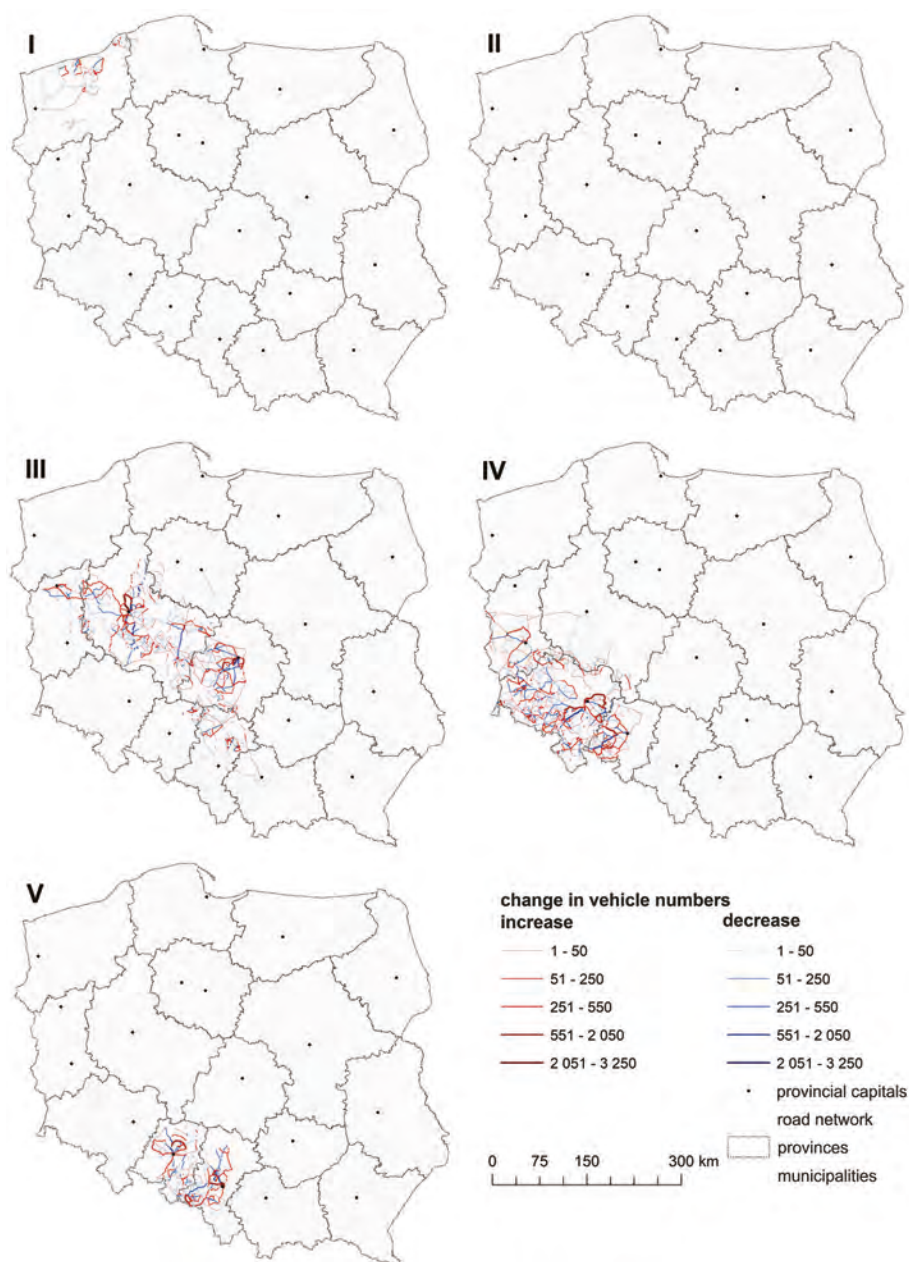 I
II
III
IV
V
change in vehicle numbers
increase
decrease
1 - 50
1 - 50
51 - 250
51 - 250
251 - 550
251 - 550
551 - 2 050
551 - 2 050
2 051 - 3 250
2 051 - 3 250
provincial capitals
road network
provinces
municipalities
0 75 150 300 km